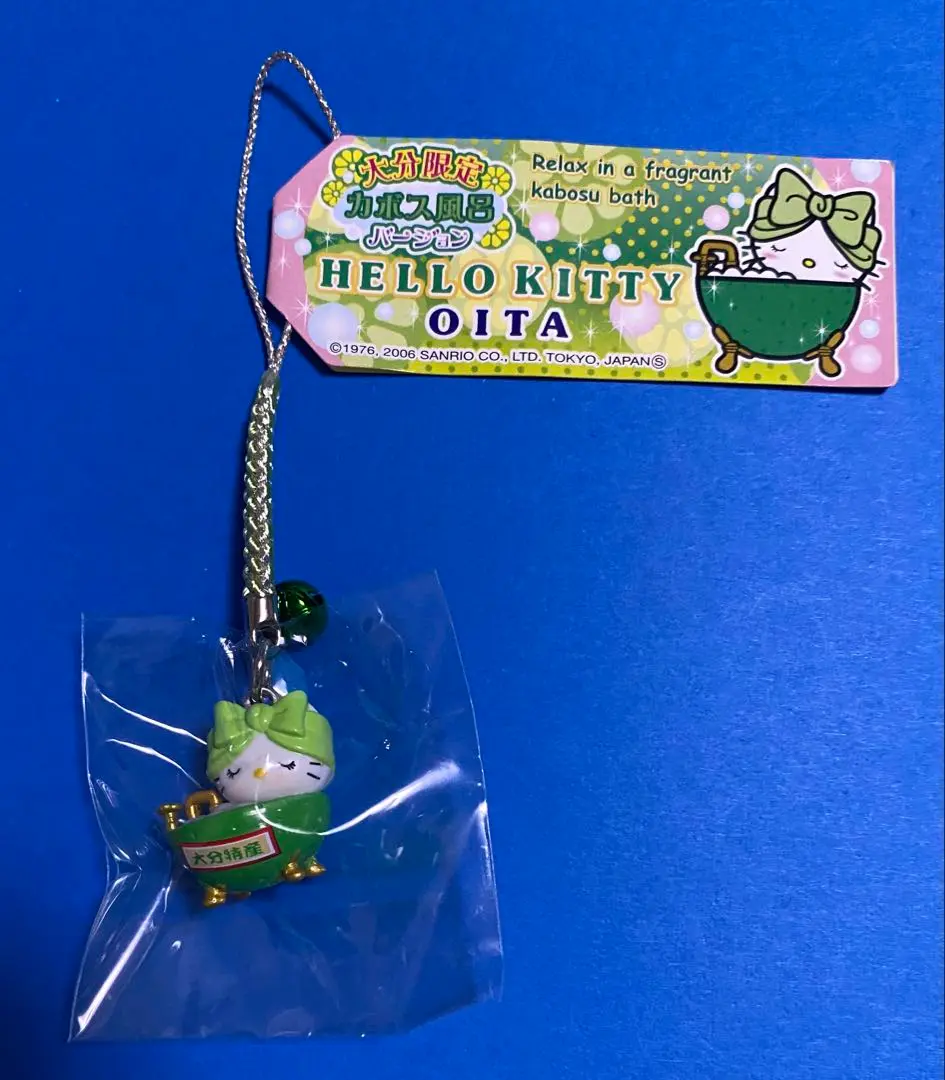 大分限定
カボス風呂
バージョン
Relax in a fragrant
kabosu bath
HELLO KITTY
OITA
©1976, 2006 SANRIO CO., LTD. TOKYO, JAPAN Ⓢ
大分特産